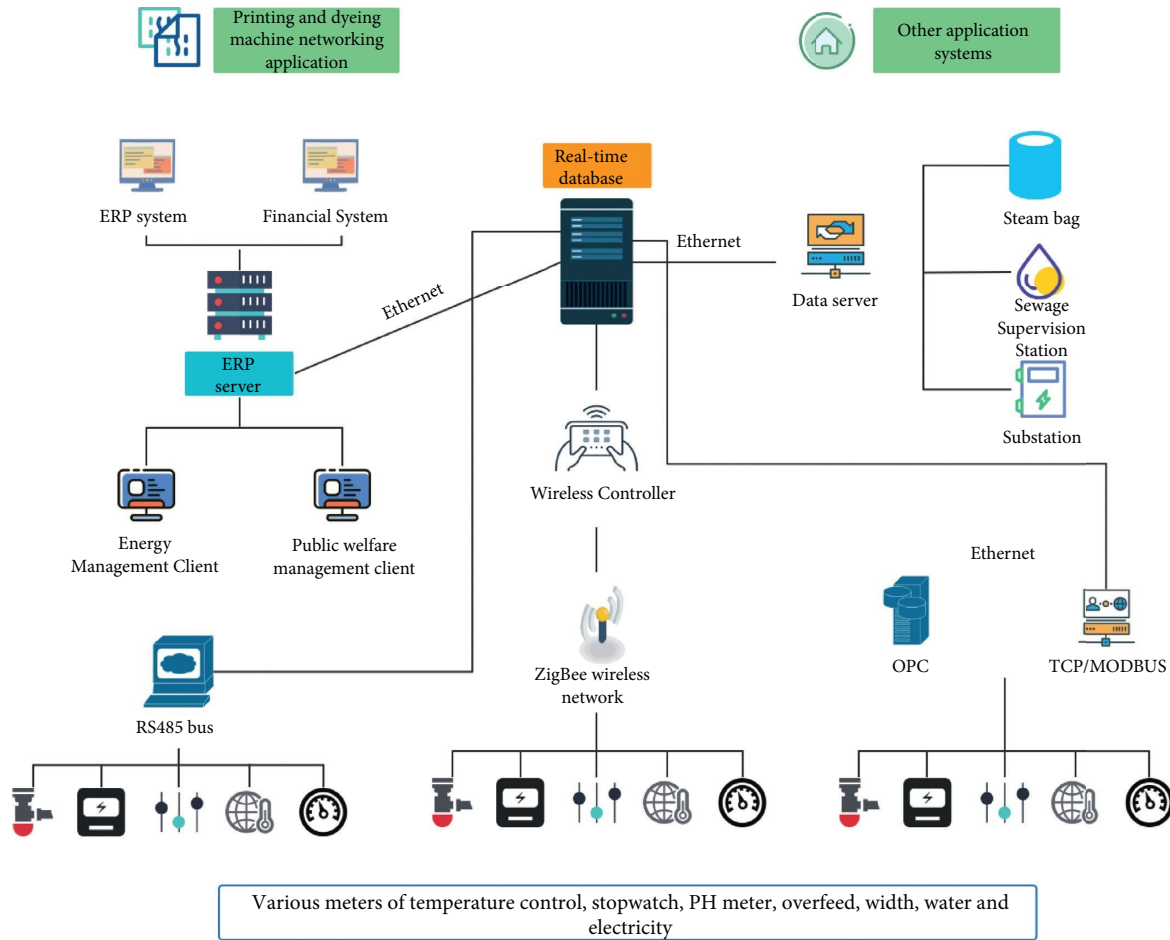 Printing and dyeing
machine networking
application
Other application
systems
Real-time
database
ERP system
Financial System
Ethernet
Ethernet
Data server
Steam bag
Sewage
Supervision
Station
Substation
ERP
server
Wireless Controller
Energy
Management Client
Public welfare
management client
Ethernet
OPC
TCP/MODBUS
ZigBee wireless
network
RS485 bus
Various meters of temperature control, stopwatch, PH meter, overfeed, width, water and
electricity